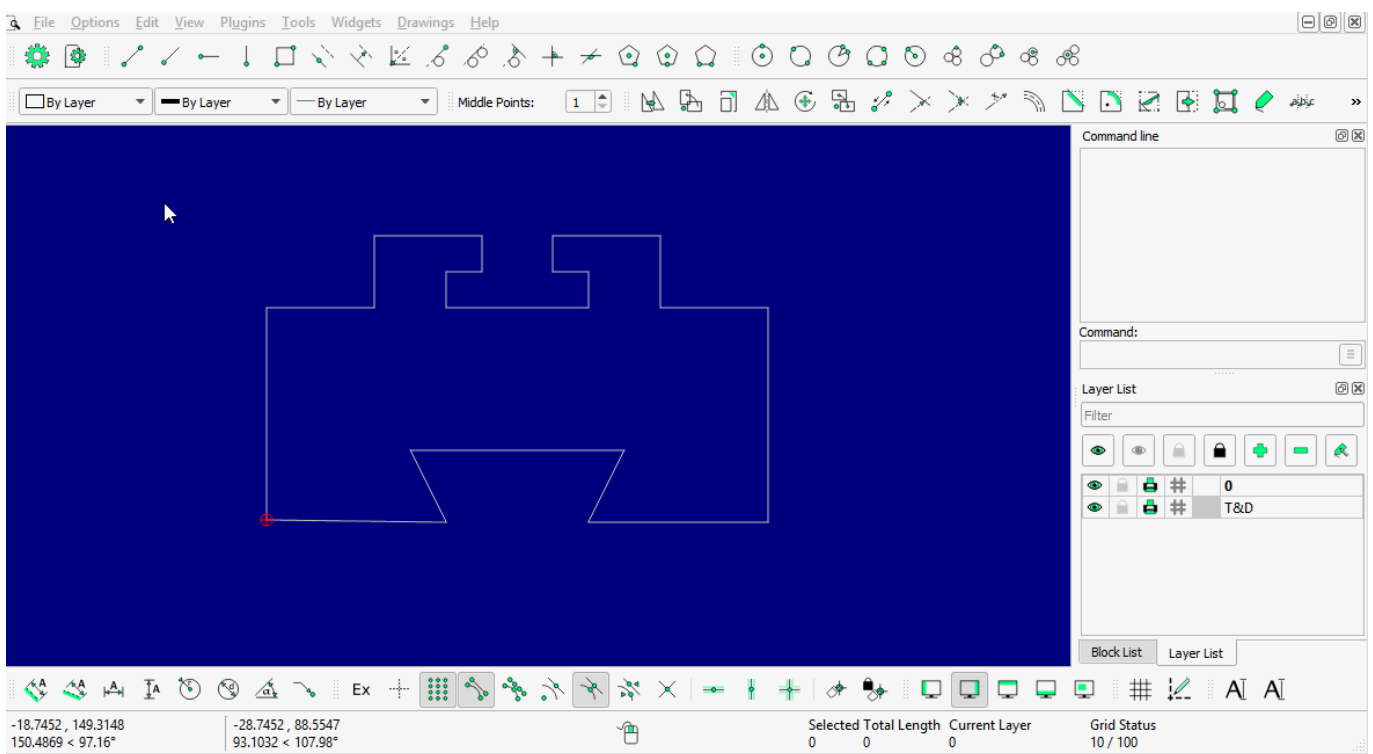 File Options Edit View Plugins Tools Widgets Drawings Help
By Layer By Layer By Layer Middle Points: 1 abc »
Command line
Command:
Layer List
Filter
0
T&D
Block List Layer List
Ex AI AI
-18.7452 , 149.3148 -28.7452 , 88.5547 Selected Total Length Current Layer Grid Status
150.4869 < 97.16° 93.1032 < 107.98° 0 0 0 10 / 100